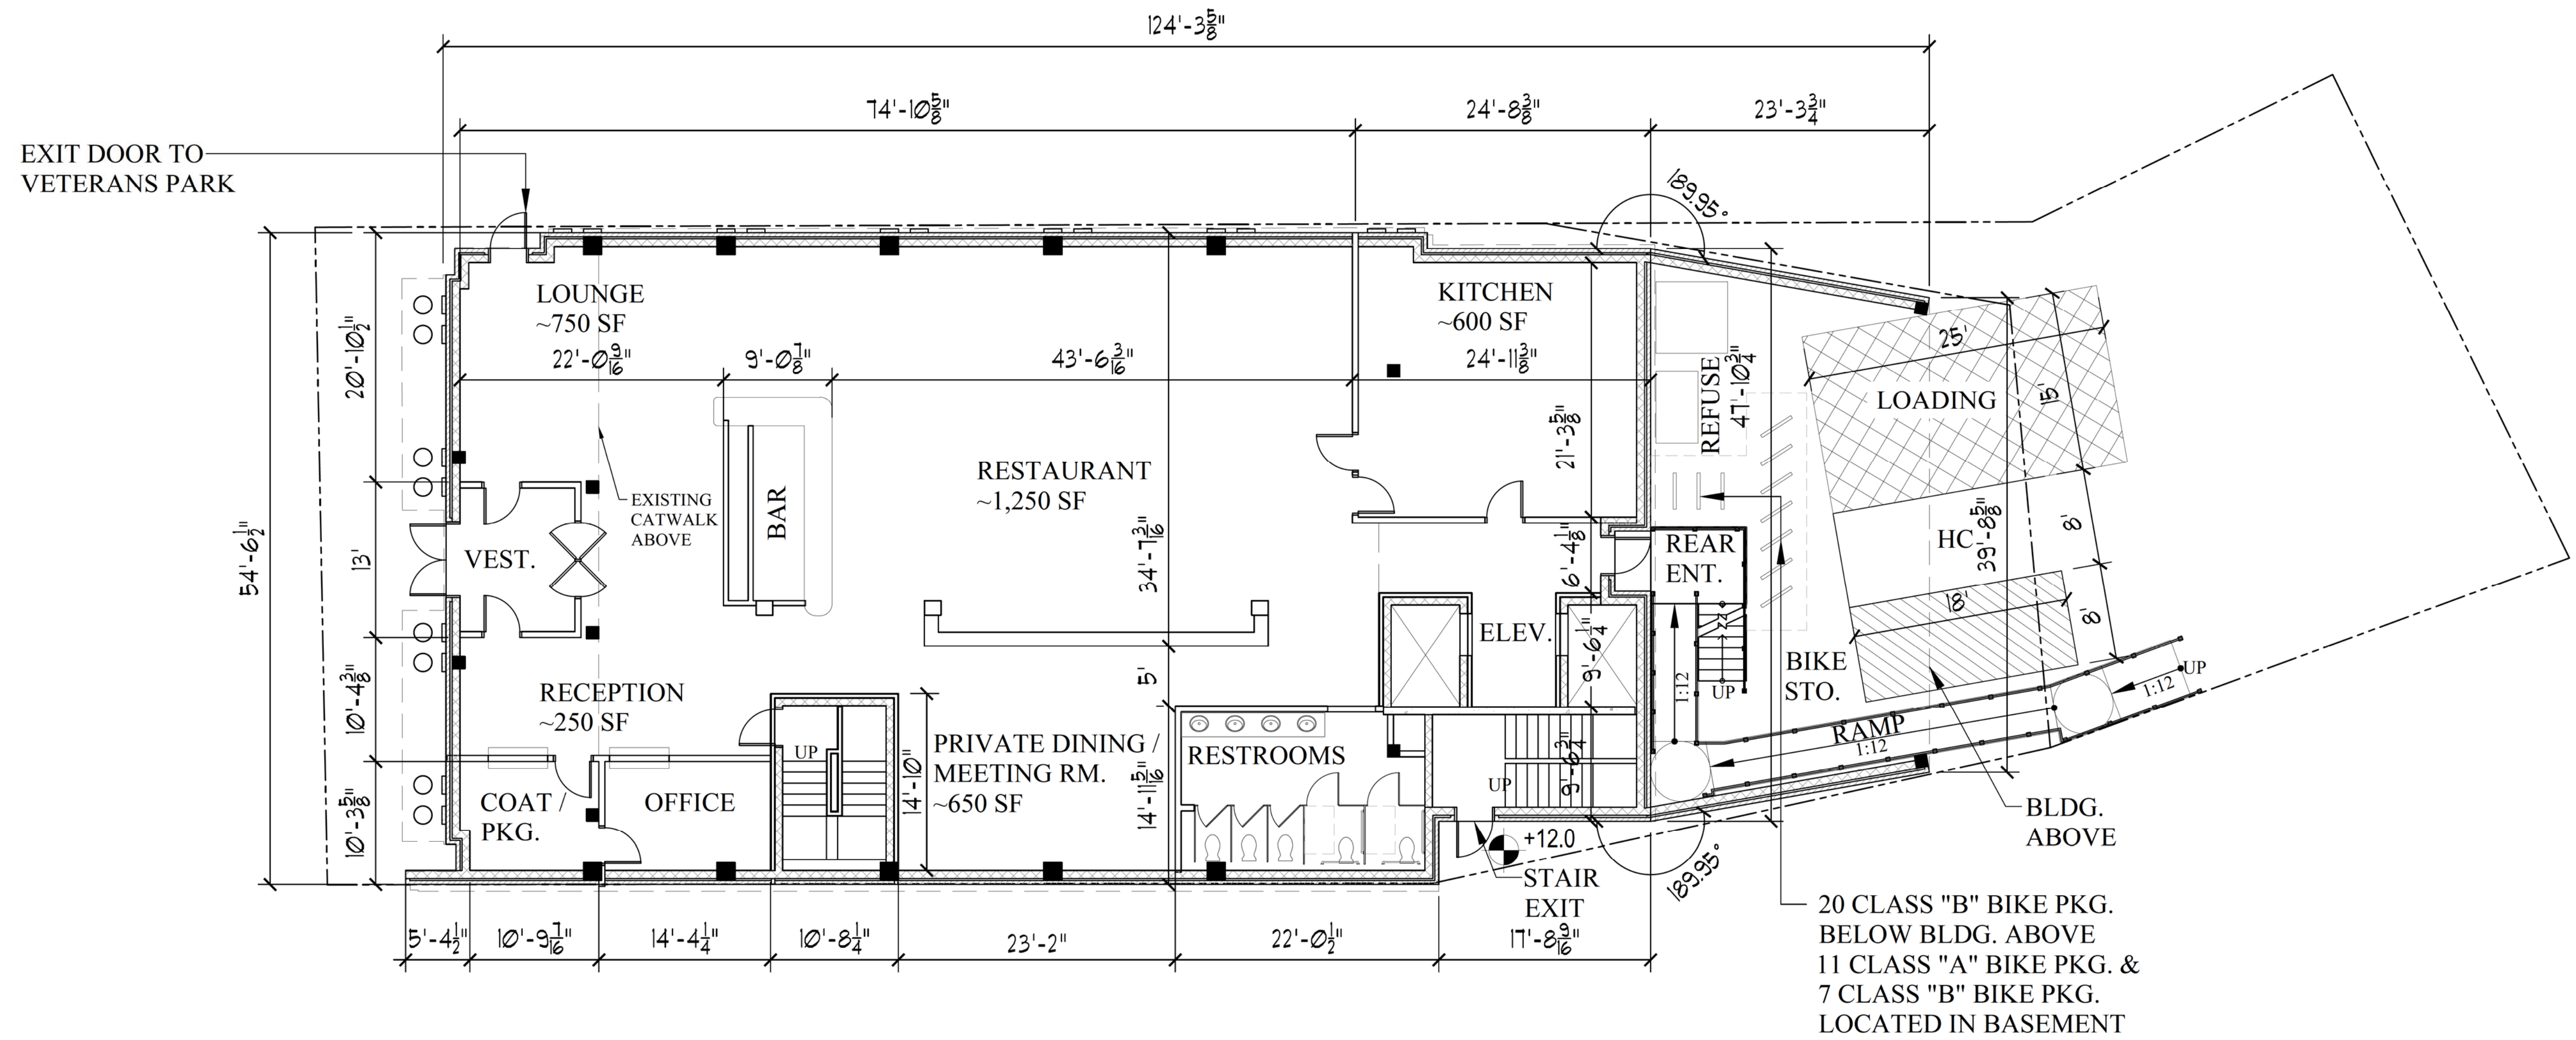 124'-3 5/8"
74'-10 5/8"
24'-8 3/8"
23'-3 3/4"
EXIT DOOR TO
VETERANS PARK
189.95°
LOUNGE
~750 SF
KITCHEN
~600 SF
20'-10 1/2"
22'-0 9/16"
9'-0 7/8"
43'-6 3/16"
24'-11 3/8"
REFUSE
47'-10 3/4"
25'
LOADING
15'
21'-3 5/8"
RESTAURANT
~1,250 SF
BAR
EXISTING
CATWALK
ABOVE
54'-6 1/2"
13'
VEST.
34'-7 3/16"
6'-4 1/8"
REAR
ENT.
HC
39'-8 5/8"
8'
18'
8'
ELEV.
9'-6 1/4"
1:12
UP
BIKE
STO.
UP
1:12
5'
10'-4 3/8"
RECEPTION
~250 SF
UP
14'-10"
PRIVATE DINING /
MEETING RM.
~650 SF
14'-11 5/16"
RESTROOMS
UP
9'-6 3/4"
RAMP
1:12
10'-3 5/8"
COAT /
PKG.
OFFICE
+12.0
STAIR
EXIT
189.95°
BLDG.
ABOVE
5'-4 1/2"
10'-9 7/16"
14'-4 1/4"
10'-8 1/4"
23'-2"
22'-0 1/2"
17'-8 9/16"
20 CLASS "B" BIKE PKG.
BELOW BLDG. ABOVE
11 CLASS "A" BIKE PKG. &
7 CLASS "B" BIKE PKG.
LOCATED IN BASEMENT